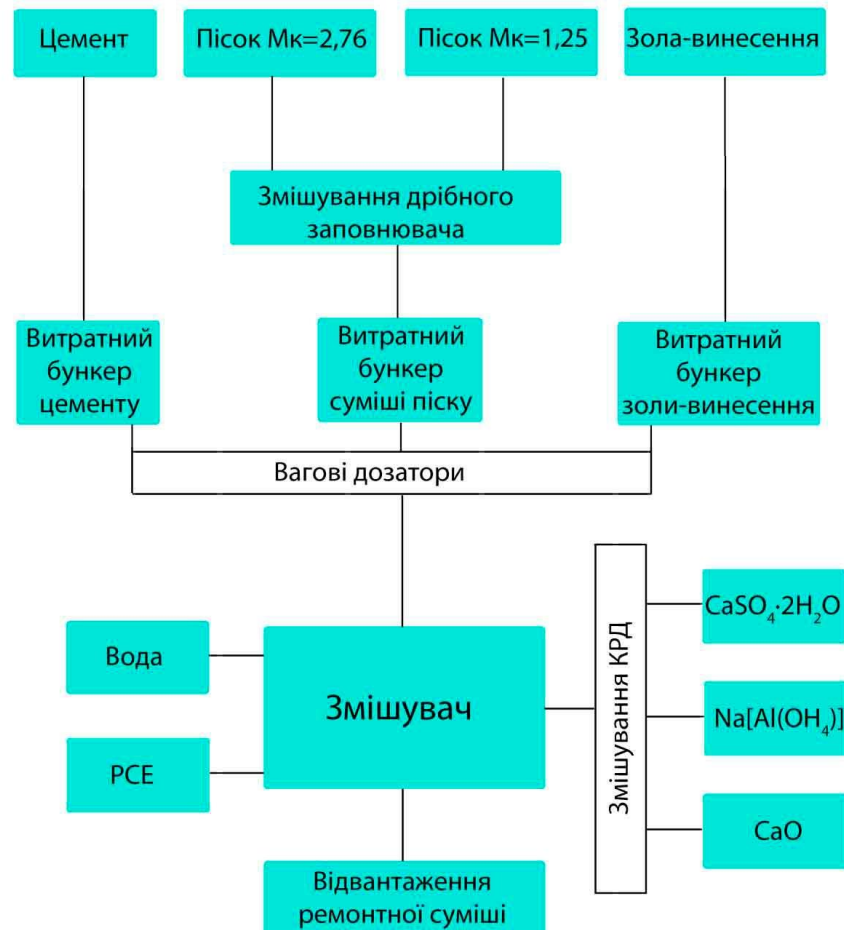 Цемент
Пісок Мк=2,76
Пісок Мк=1,25
Зола-винесення
Змішування дрібного
заповнювача
Витратний
бункер
цементу
Витратний
бункер
суміші піску
Витратний
бункер
золи-винесення
Вагові дозатори
Вода
PCE
Змішувач
Змішування КРД
CaSO₄·2H₂O
Na[Al(OH₄)]
CaO
Відвантаження
ремонтної суміші